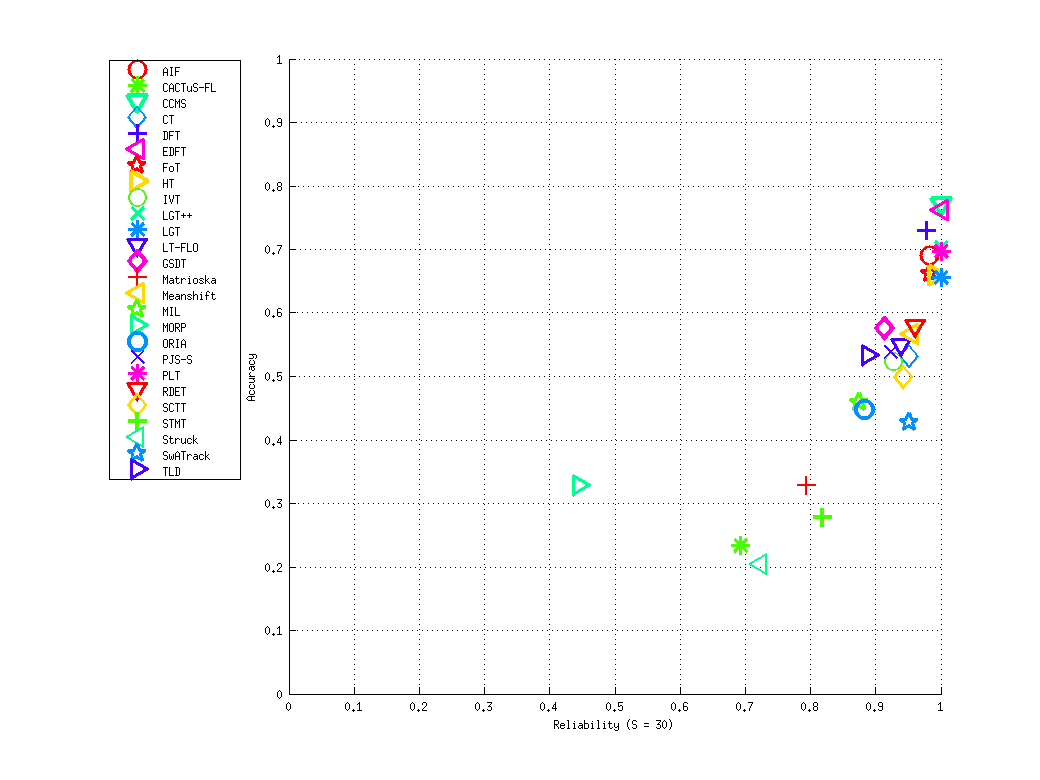 AIF
CACTuS-FL
CCMS
CT
DFT
EDFT
FoT
HT
IVT
LGT++
LGT
LT-FLO
GSDT
Matrioska
Meanshift
MIL
MORP
ORIA
PJS-S
PLT
RDET
SCTT
STMT
Struck
SwATrack
TLD
1
0.9
0.8
0.7
0.6
0.5
0.4
0.3
0.2
0.1
0
Accuracy
0 0.1 0.2 0.3 0.4 0.5 0.6 0.7 0.8 0.9 1
Reliability (S = 30)